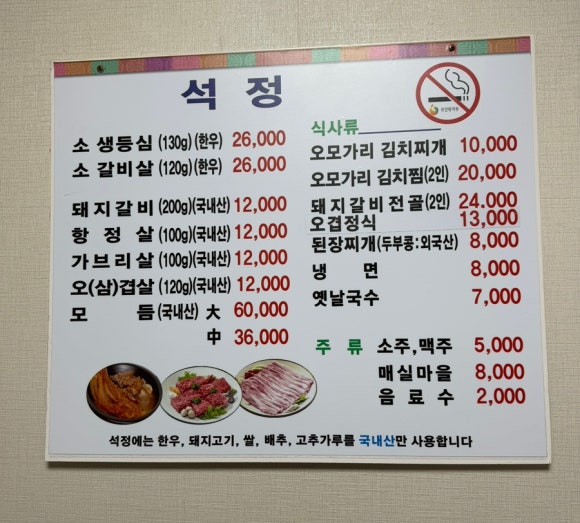 석 정
소 생등심 (130g) (한우) 26,000
소 갈비살 (120g) (한우) 26,000
돼지갈비 (200g)(국내산) 12,000
항 정 살 (100g)(국내산) 12,000
가브리살 (100g)(국내산) 12,000
오(삼)겹살 (120g)(국내산) 12,000
모 듬 (국내산) 大 60,000
中 36,000
식사류
오모가리 김치찌개 10,000
오모가리 김치찜(2인) 20,000
돼지갈비전골(2인) 24,000
오겹정식 13,000
된장찌개(두부콩:외국산) 8,000
냉 면 8,000
옛날국수 7,000
주 류 소주,맥주 5,000
매실마을 8,000
음 료 수 2,000
석정에는 한우, 돼지고기, 쌀, 배추, 고추가루를 국내산만 사용합니다